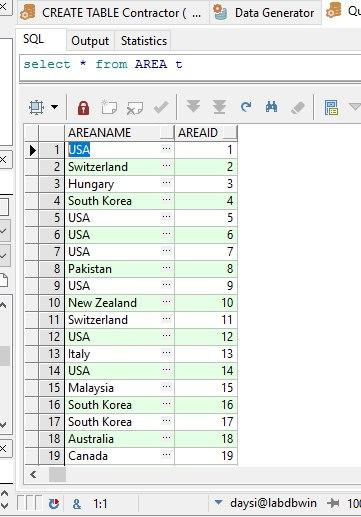 CREATE TABLE Contractor ( ... Data Generator
SQL Output Statistics
select * from AREA t
AREANAME AREAID
1 USA ... 1
2 Switzerland ... 2
3 Hungary ... 3
4 South Korea ... 4
5 USA ... 5
6 USA ... 6
7 USA ... 7
8 Pakistan ... 8
9 USA ... 9
10 New Zealand ... 10
11 Switzerland ... 11
12 USA ... 12
13 Italy ... 13
14 USA ... 14
15 Malaysia ... 15
16 South Korea ... 16
17 South Korea ... 17
18 Australia ... 18
19 Canada ... 19
& 1:1 daysi@labdbwin